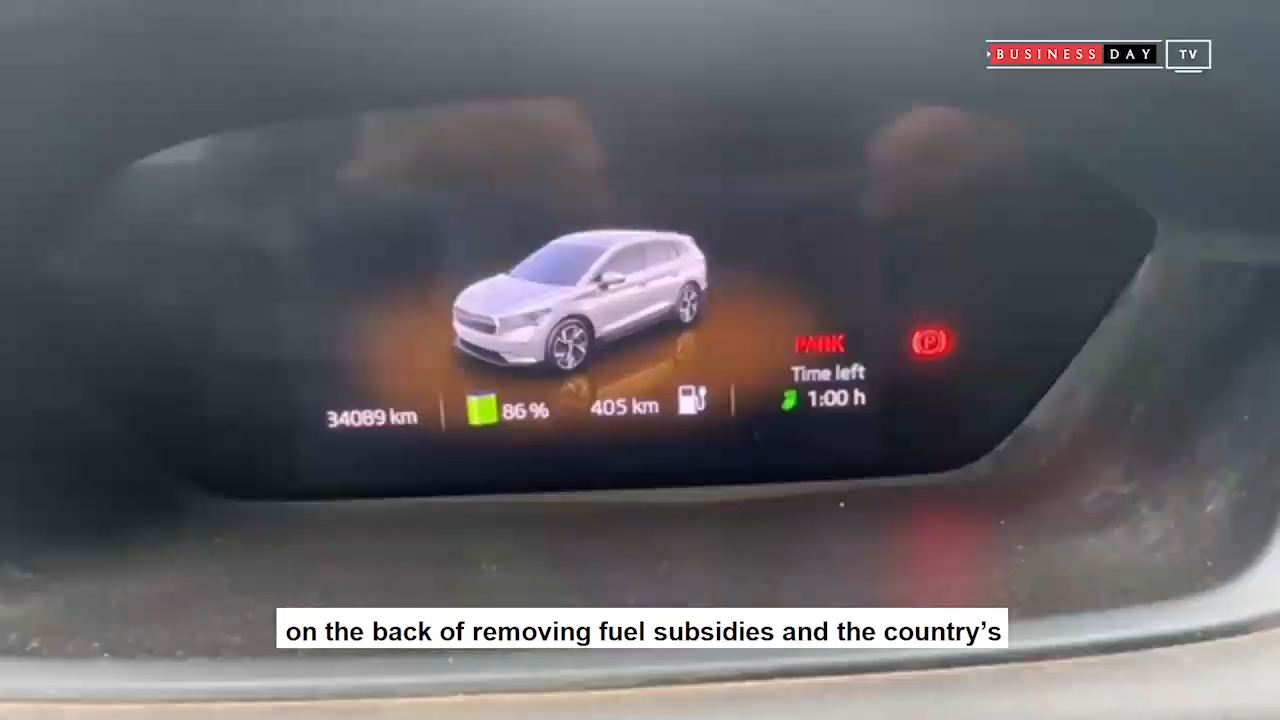 BUSINESS DAY TV
PARK
Time left
1:00 h
34089 km
86 %
405 km
on the back of removing fuel subsidies and the country’s